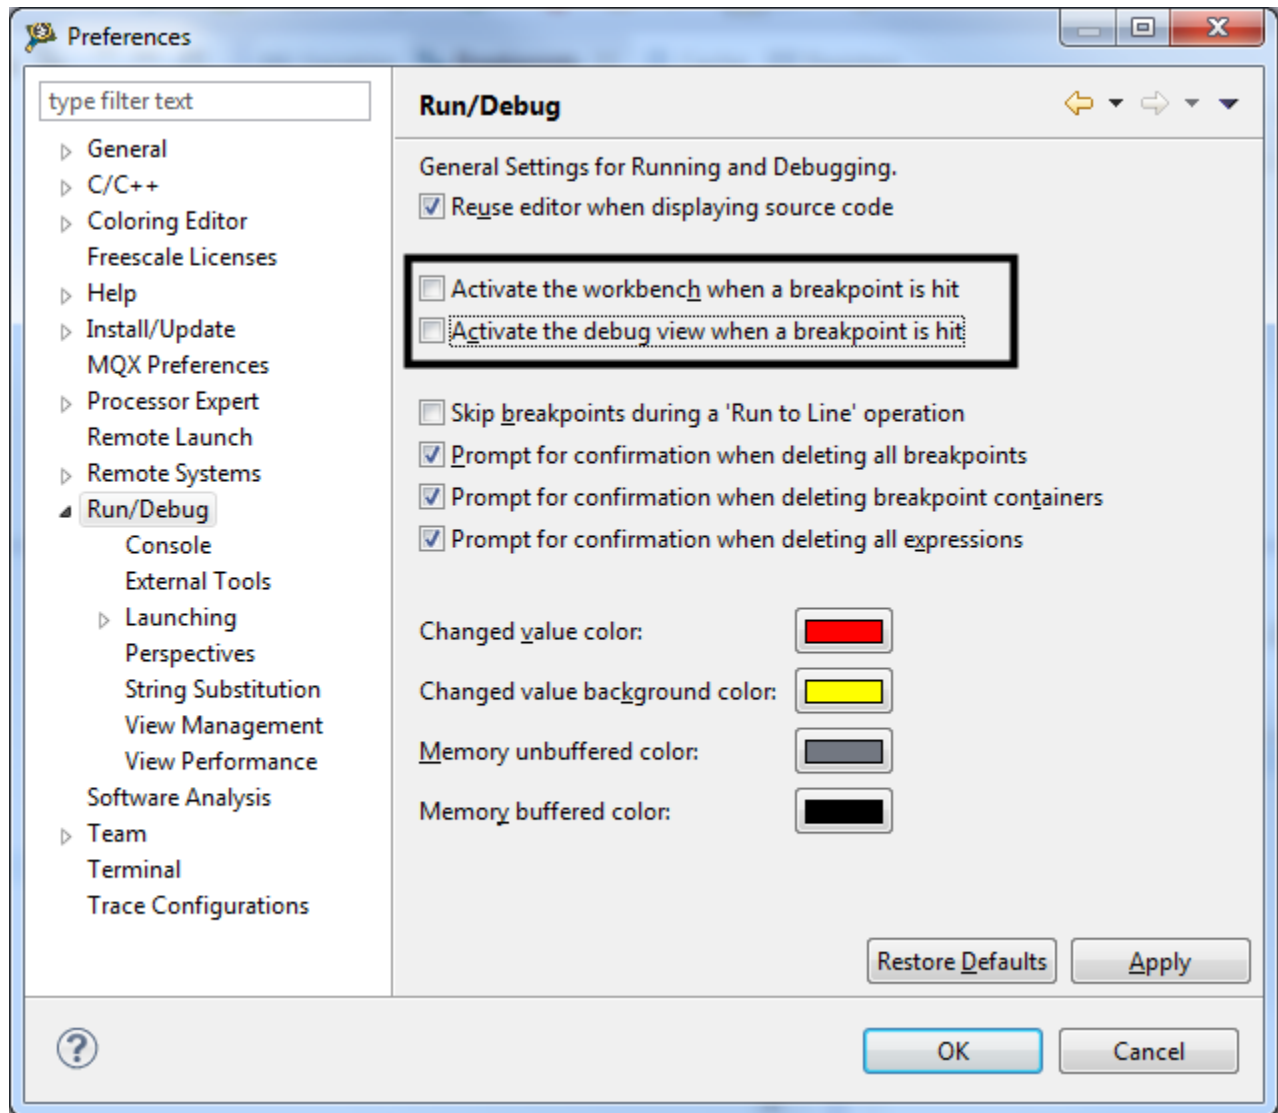 Preferences
type filter text
General
C/C++
Coloring Editor
Freescale Licenses
Help
Install/Update
MQX Preferences
Processor Expert
Remote Launch
Remote Systems
Run/Debug
Console
External Tools
Launching
Perspectives
String Substitution
View Management
View Performance
Software Analysis
Team
Terminal
Trace Configurations
Run/Debug
General Settings for Running and Debugging.
Reuse editor when displaying source code
Activate the workbench when a breakpoint is hit
Activate the debug view when a breakpoint is hit
Skip breakpoints during a 'Run to Line' operation
Prompt for confirmation when deleting all breakpoints
Prompt for confirmation when deleting breakpoint containers
Prompt for confirmation when deleting all expressions
Changed value color:
Changed value background color:
Memory unbuffered color:
Memory buffered color:
Restore Defaults
Apply
OK
Cancel